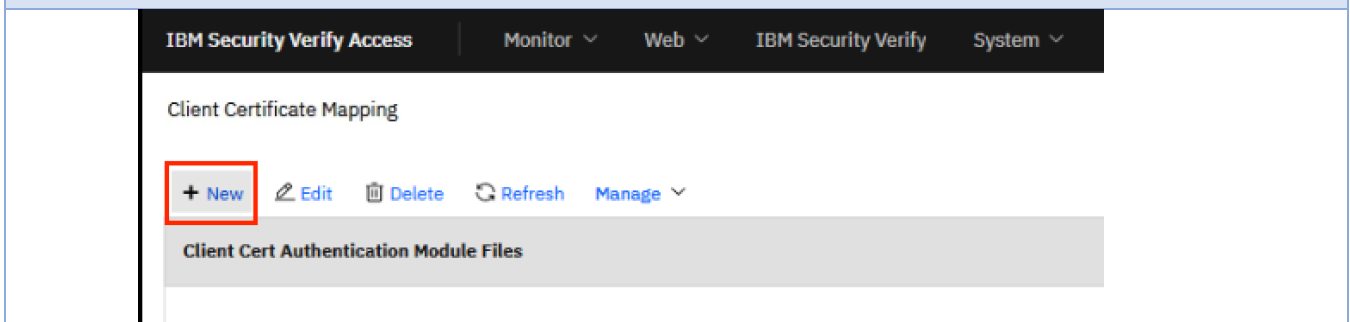 IBM Security Verify Access Monitor Web IBM Security Verify System
Client Certificate Mapping
+ New Edit Delete Refresh Manage
Client Cert Authentication Module Files